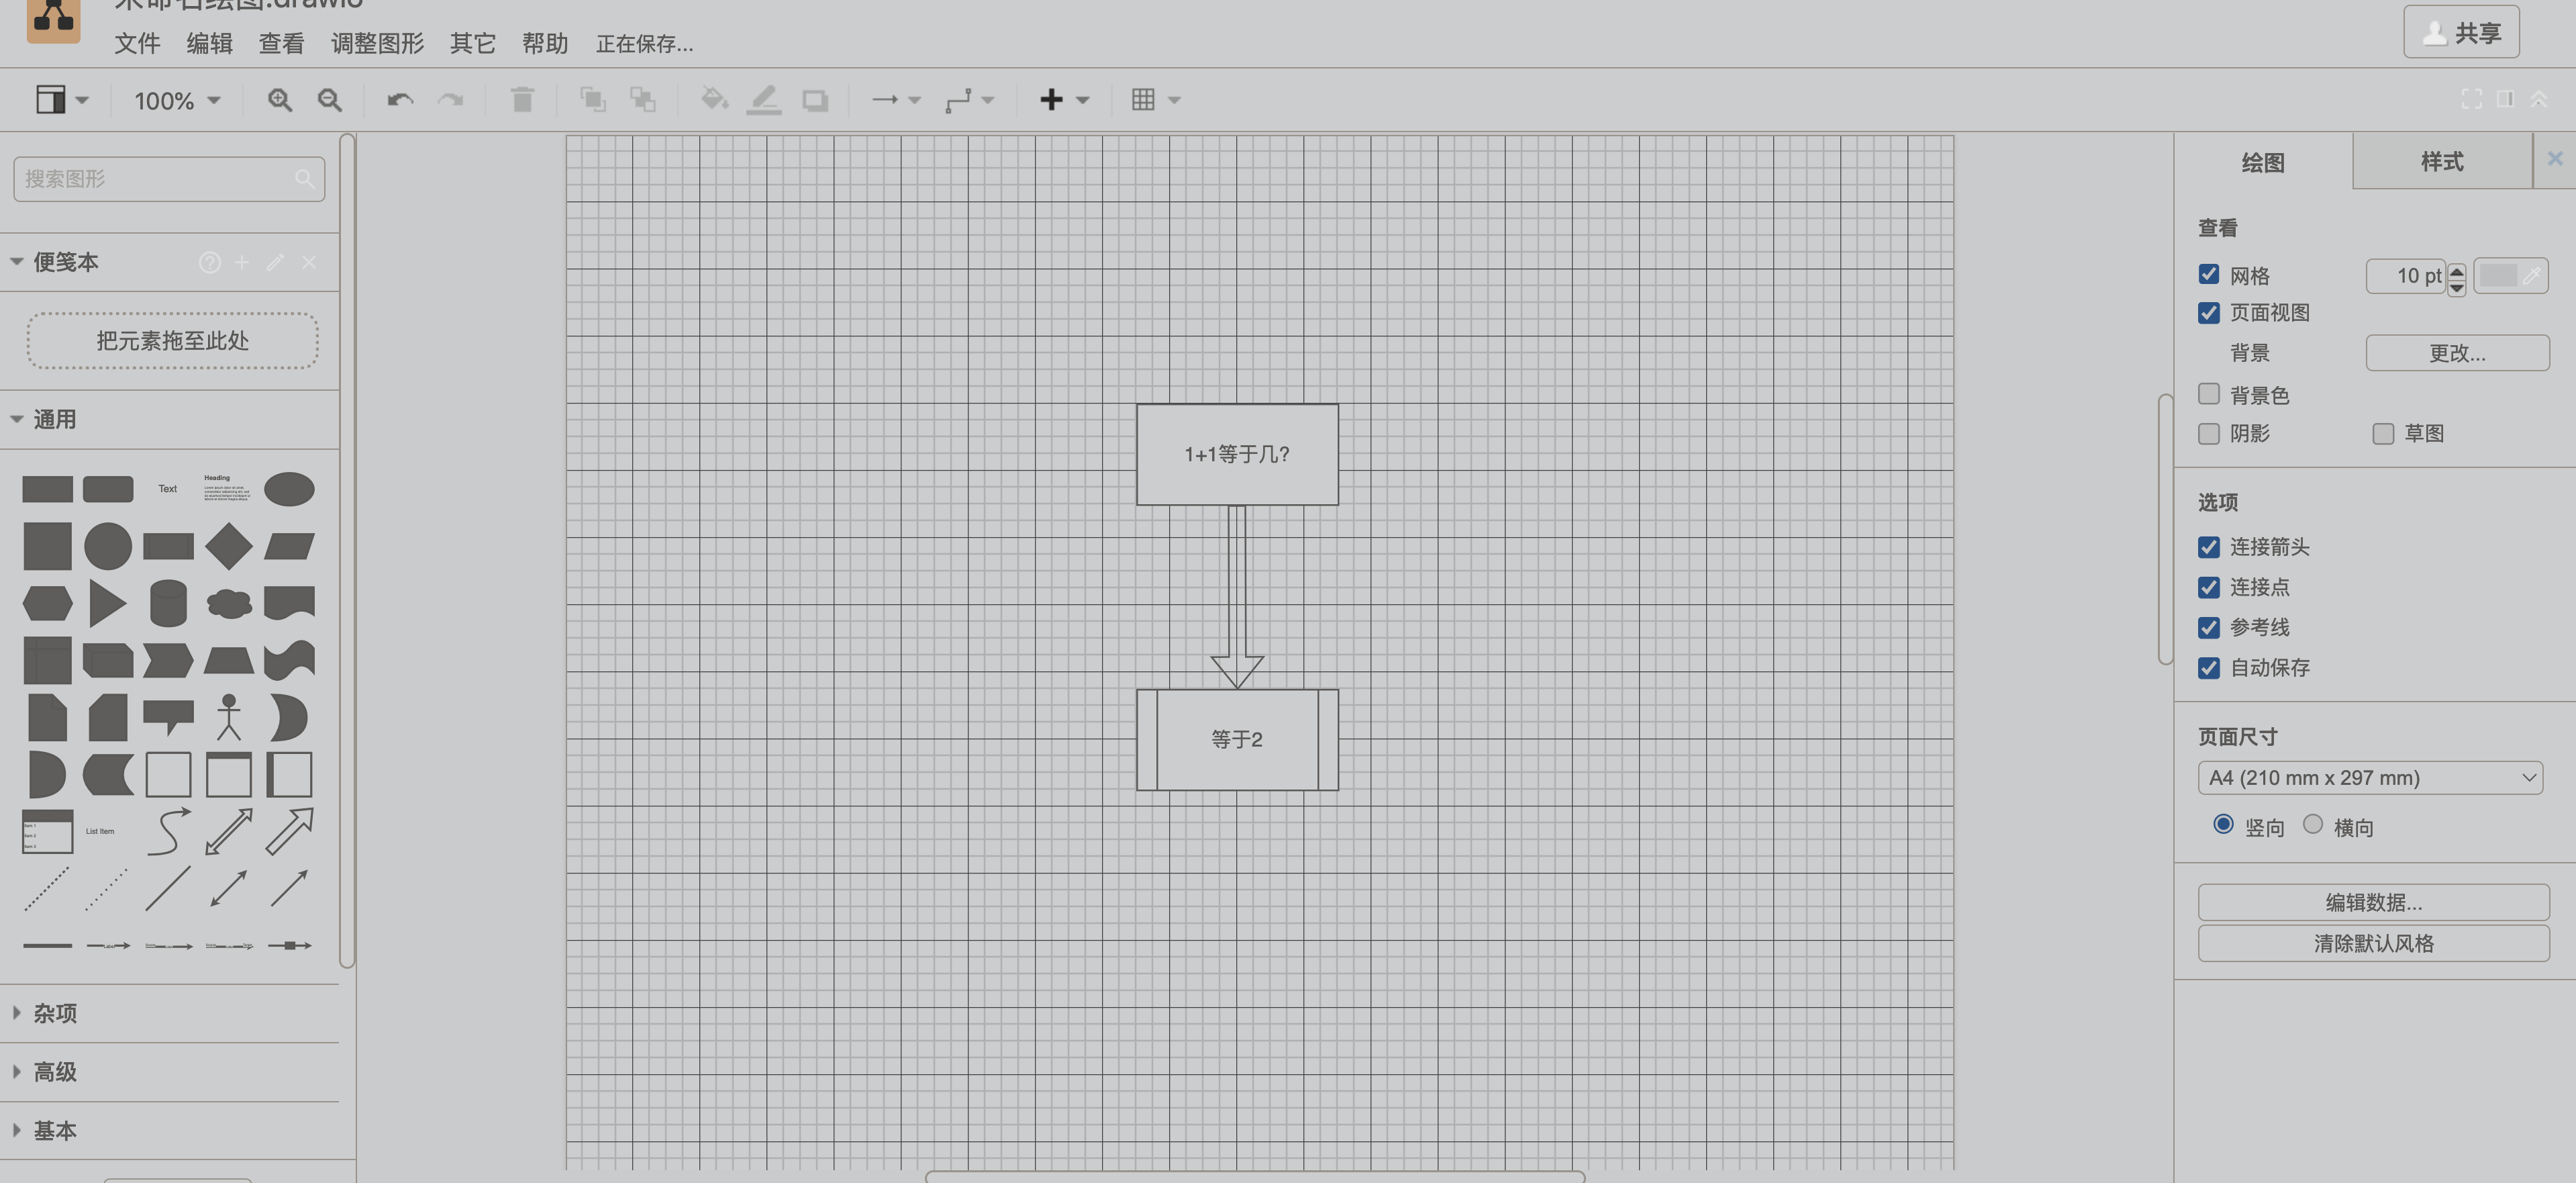 未命名绘图.drawio
文件 编辑 查看 调整图形 其它 帮助 正在保存...
共享
100%
搜索图形
便笺本
把元素拖至此处
通用
Text
Heading
List Item
杂项
高级
基本
1+1等于几?
等于2
绘图 样式
查看
网格 10 pt
页面视图
背景 更改...
背景色
阴影 草图
选项
连接箭头
连接点
参考线
自动保存
页面尺寸
A4 (210 mm x 297 mm)
竖向 横向
编辑数据...
清除默认风格